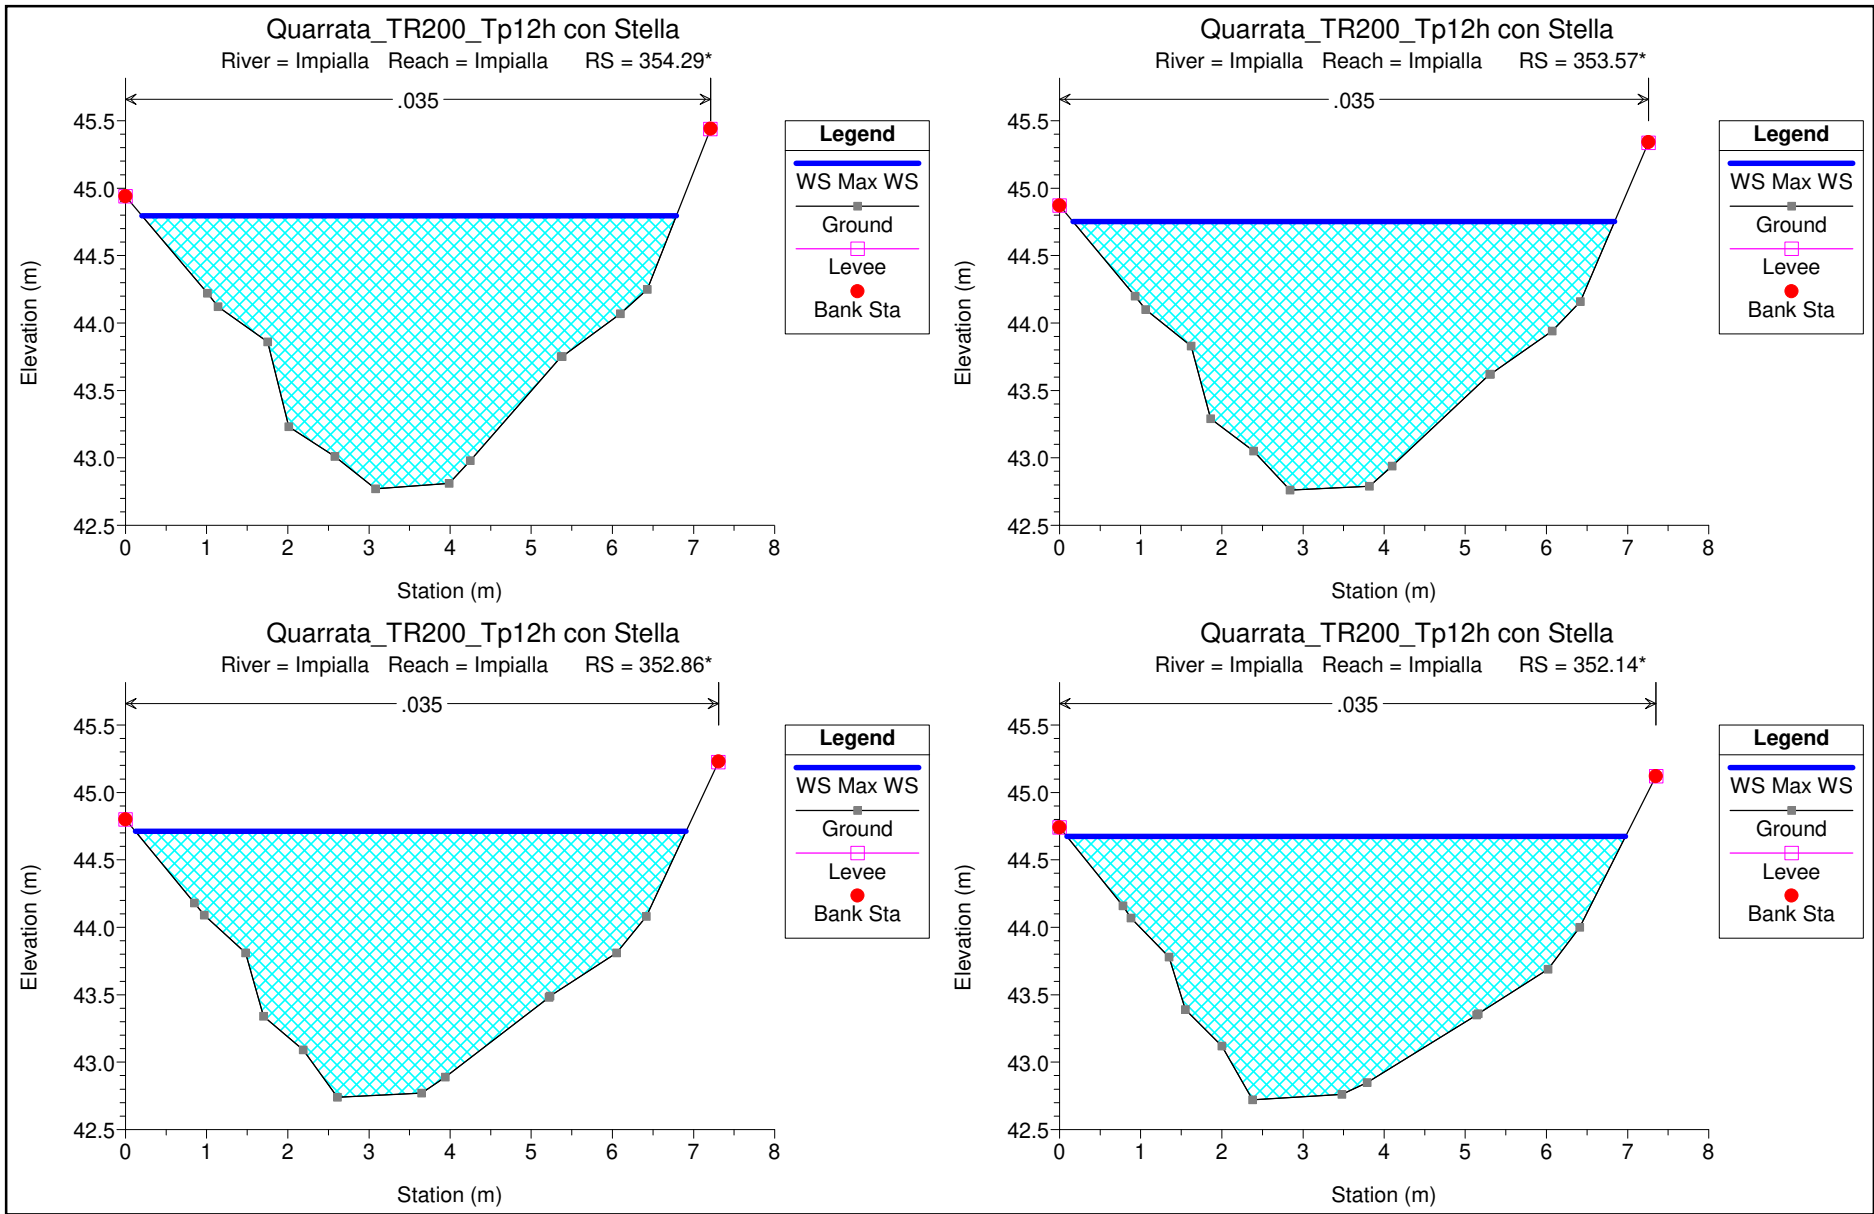 Quarrata_TR200_Tp12h con Stella
River = Impialla Reach = Impialla RS = 354.29*
.035
45.5
45.0
44.5
44.0
43.5
43.0
42.5
0 1 2 3 4 5 6 7 8
Station (m)
Elevation (m)
Legend
WS Max WS
Ground
Levee
Bank Sta
Quarrata_TR200_Tp12h con Stella
River = Impialla Reach = Impialla RS = 353.57*
.035
45.5
45.0
44.5
44.0
43.5
43.0
42.5
0 1 2 3 4 5 6 7 8
Station (m)
Elevation (m)
Legend
WS Max WS
Ground
Levee
Bank Sta
Quarrata_TR200_Tp12h con Stella
River = Impialla Reach = Impialla RS = 352.86*
.035
45.5
45.0
44.5
44.0
43.5
43.0
42.5
0 1 2 3 4 5 6 7 8
Station (m)
Elevation (m)
Legend
WS Max WS
Ground
Levee
Bank Sta
Quarrata_TR200_Tp12h con Stella
River = Impialla Reach = Impialla RS = 352.14*
.035
45.5
45.0
44.5
44.0
43.5
43.0
42.5
0 1 2 3 4 5 6 7 8
Station (m)
Elevation (m)
Legend
WS Max WS
Ground
Levee
Bank Sta